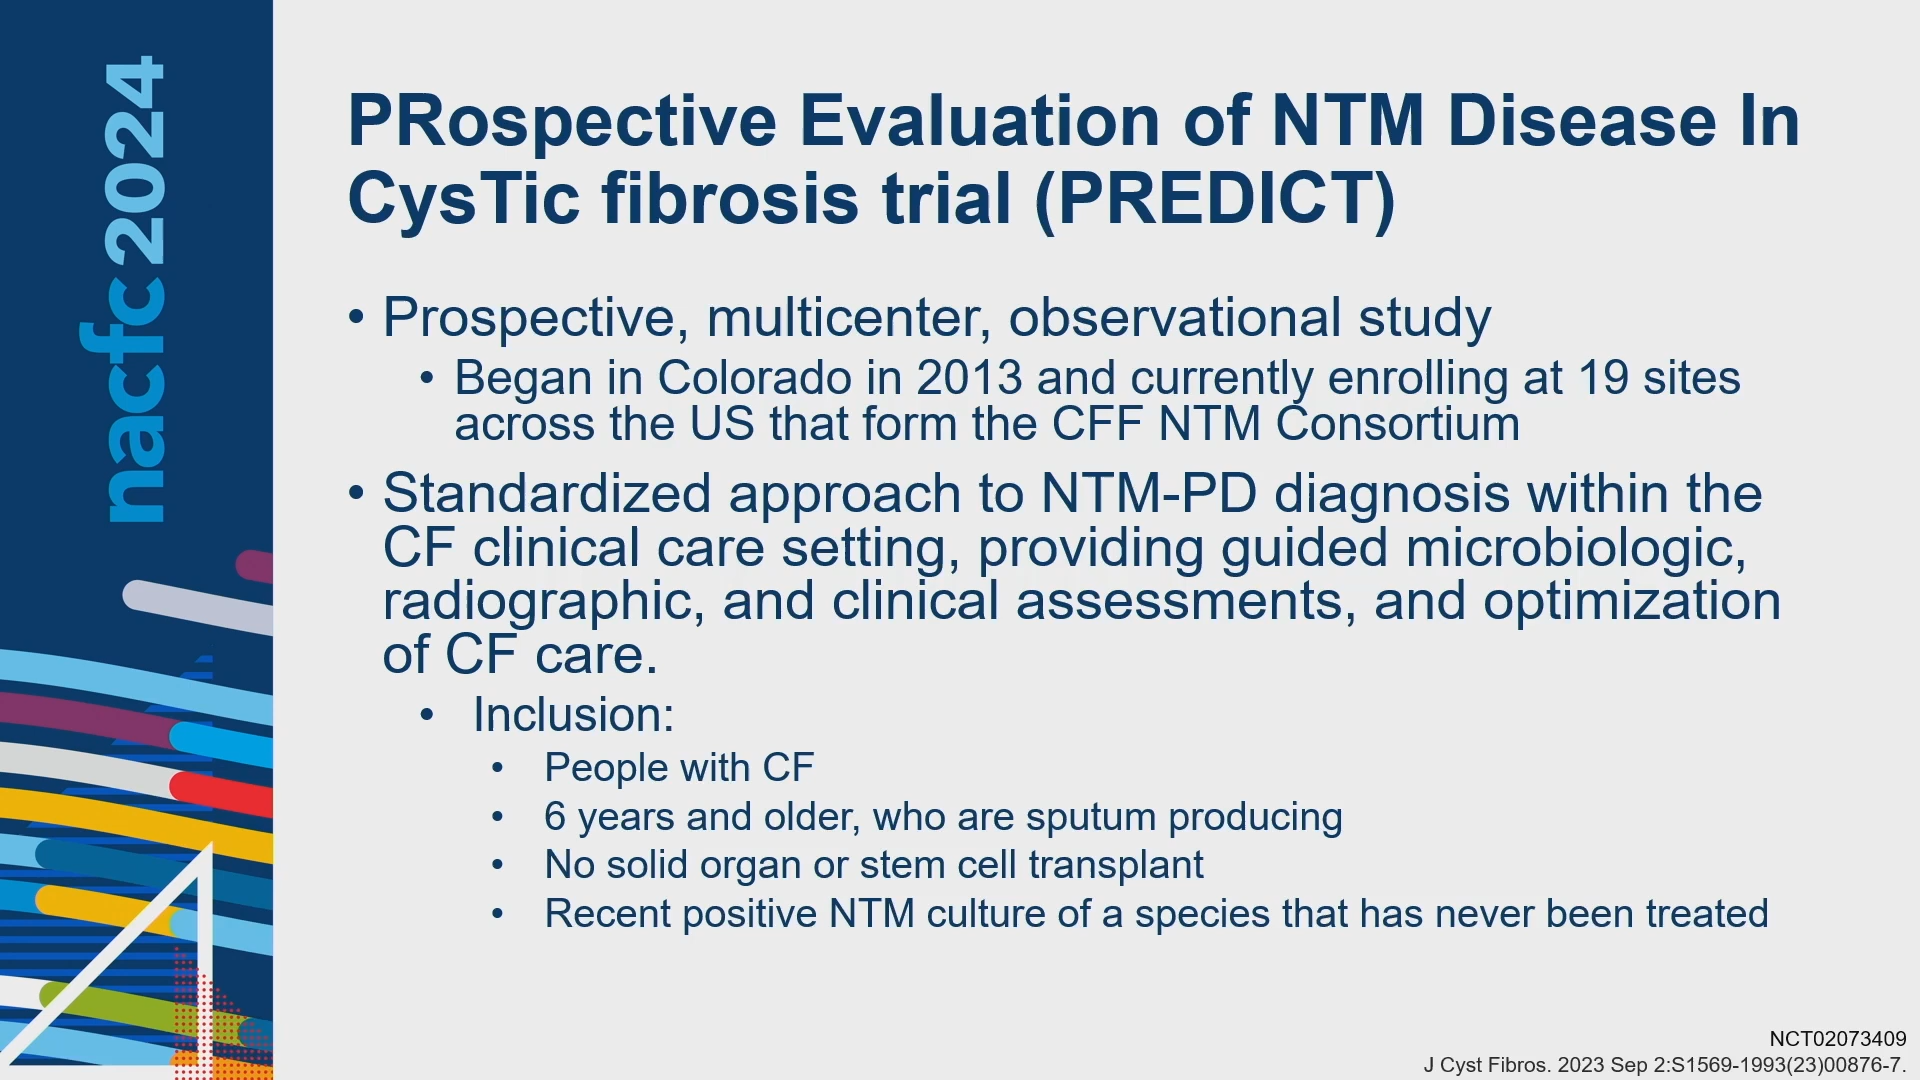 nacfc2024
PRospective Evaluation of NTM Disease In
CysTic fibrosis trial (PREDICT)
• Prospective, multicenter, observational study
• Began in Colorado in 2013 and currently enrolling at 19 sites
across the US that form the CFF NTM Consortium
• Standardized approach to NTM-PD diagnosis within the
CF clinical care setting, providing guided microbiologic,
radiographic, and clinical assessments, and optimization
of CF care.
• Inclusion:
• People with CF
• 6 years and older, who are sputum producing
• No solid organ or stem cell transplant
• Recent positive NTM culture of a species that has never been treated
NCT02073409
J Cyst Fibros. 2023 Sep 2:S1569-1993(23)00876-7.